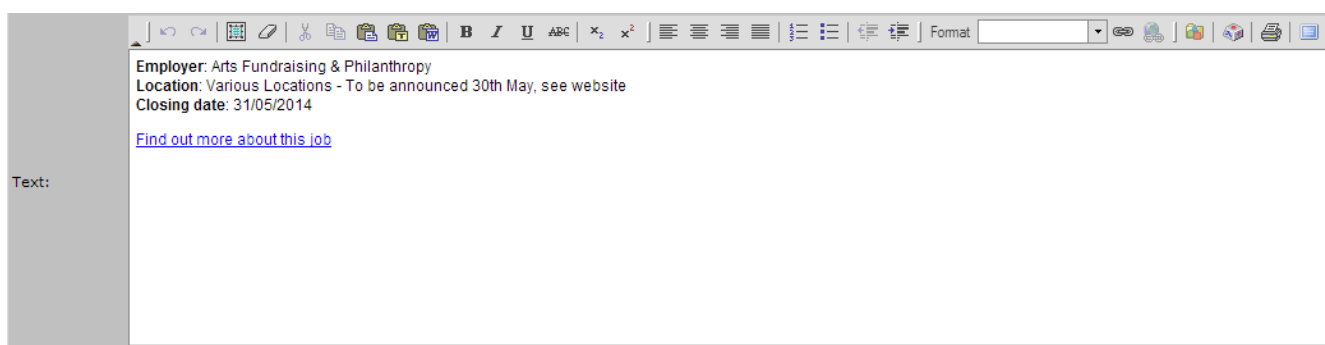 Format
Employer: Arts Fundraising & Philanthropy
Location: Various Locations - To be announced 30th May, see website
Closing date: 31/05/2014
Find out more about this job
Text: